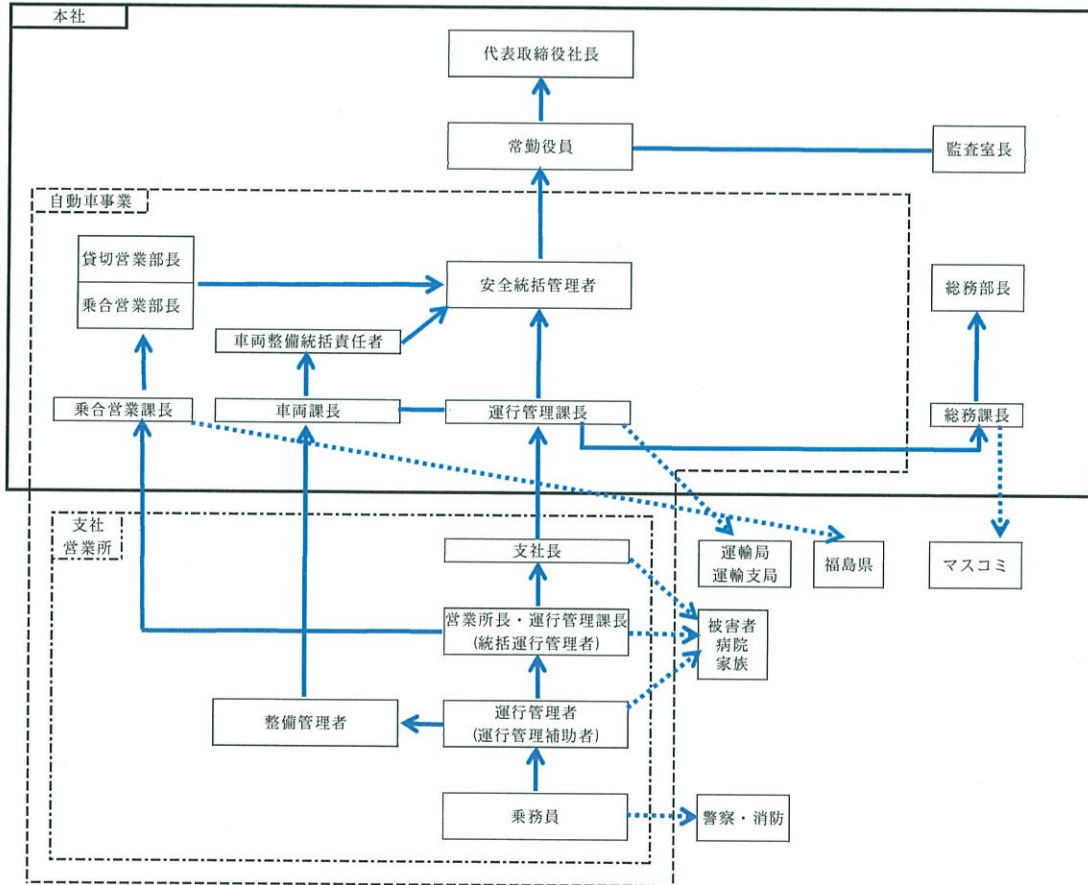 本社
代表取締役社長
常勤役員
監査室長
自動車事業
貸切営業部長
乗合営業部長
安全統括管理者
総務部長
車両整備統括責任者
乗合営業課長
車両課長
運行管理課長
総務課長
支社
営業所
支社長
運輸局
運輸支局
福島県
マスコミ
営業所長・運行管理課長
(統括運行管理者)
被害者
病院
家族
整備管理者
運行管理者
(運行管理補助者)
乗務員
警察・消防